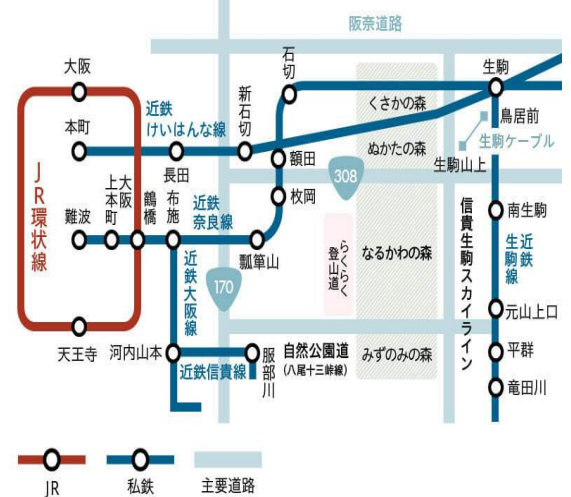 阪奈道路
大阪
石切
生駒
近鉄
けいはんな線
新石切
くさかの森
鳥居前
本町
生駒ケーブル
長田
額田
ぬかたの森
生駒山上
JR環状線
308
上本町
大阪
鶴橋
布施
近鉄
奈良線
枚岡
南生駒
難波
瓢箪山
らくらく
登山道
なるかわの森
信貴生駒スカイライン
近鉄
生駒線
近鉄大阪線
170
元山上口
天王寺
河内山本
服部川
自然公園道
(八尾十三峠線)
みずのみの森
平群
近鉄信貴線
竜田川
JR
私鉄
主要道路